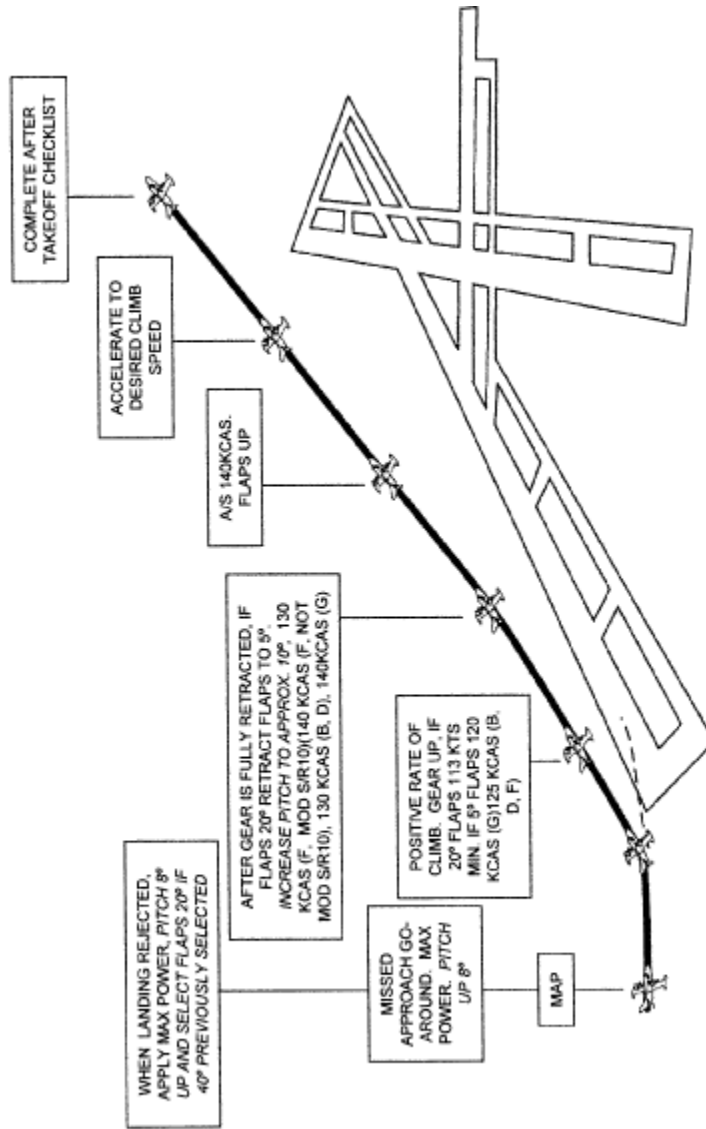 WHEN LANDING REJECTED,
APPLY MAX POWER, PITCH 8º
UP AND SELECT FLAPS 20º IF
40º PREVIOUSLY SELECTED
MISSED
APPROACH GO-
AROUND. MAX
POWER. PITCH
UP 8º
MAP
POSITIVE RATE OF
CLIMB. GEAR UP, IF
20º FLAPS 113 KTS
MIN. IF 5º FLAPS 120
KCAS (G)125 KCAS (B.
D, F)
AFTER GEAR IS FULLY RETRACTED, IF
FLAPS 20º RETRACT FLAPS TO 5º.
INCREASE PITCH TO APPROX. 10º, 130
KCAS (F, MOD S/R10)(140 KCAS (F, NOT
MOD S/R10), 130 KCAS (B, D), 140KCAS (G)
A/S 140KCAS.
FLAPS UP
ACCELERATE TO
DESIRED CLIMB
SPEED
COMPLETE AFTER
TAKEOFF CHECKLIST